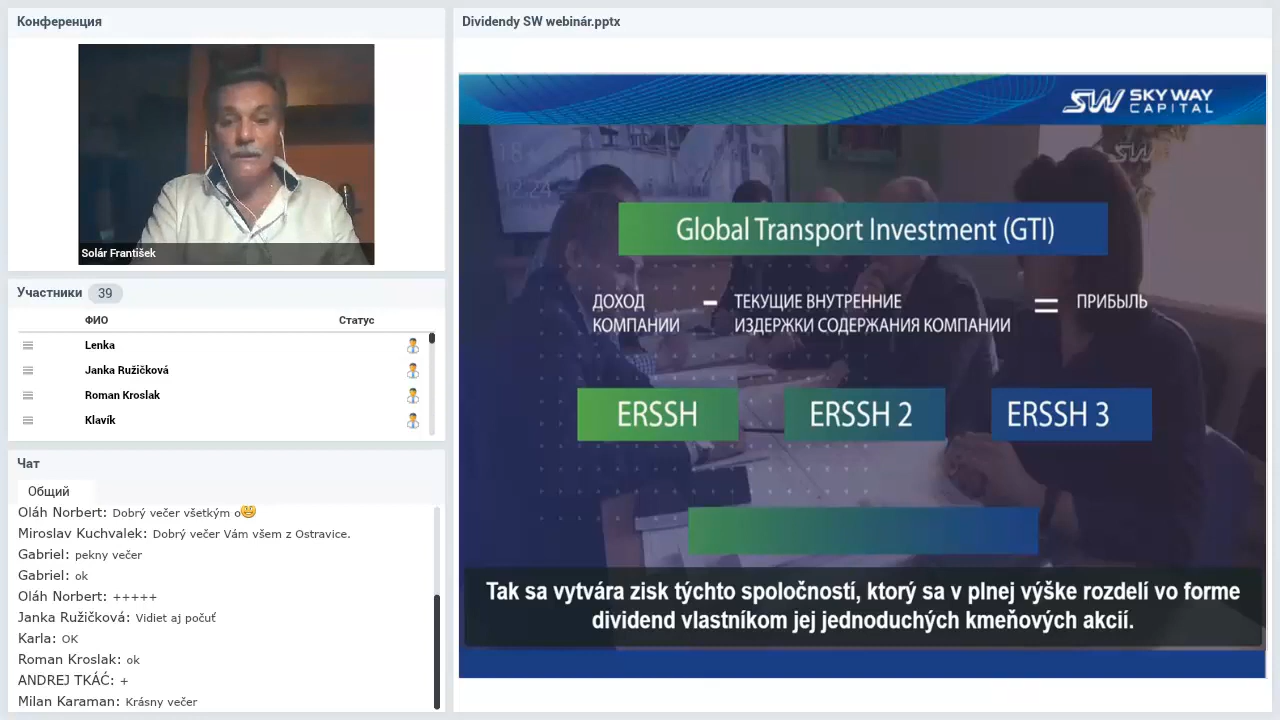 Конференция
Solár František
Участники 39
ФИО Статус
Lenka
Janka Ružičková
Roman Kroslak
Klavík
Чат
Общий
Oláh Norbert: Dobrý večer všetkým o
Miroslav Kuchvalek: Dobrý večer Vám všem z Ostravice.
Gabriel: pekny večer
Gabriel: ok
Oláh Norbert: +++++
Janka Ružičková: Vidiet aj počuť
Karla: OK
Roman Kroslak: ok
ANDREJ TKÁČ: +
Milan Karaman: Krásny večer
Dividendy SW webinár.pptx
SW SKY WAY
CAPITAL
SW
Global Transport Investment (GTI)
ДОХОД
КОМПАНИИ
–
ТЕКУЩИЕ ВНУТРЕННИЕ
ИЗДЕРЖКИ СОДЕРЖАНИЯ КОМПАНИИ
=
ПРИБЫЛЬ
ERSSH
ERSSH 2
ERSSH 3
Tak sa vytvára zisk týchto spoločností, ktorý sa v plnej výške rozdelí vo forme
dividend vlastníkom jej jednoduchých kmeňových akcií.